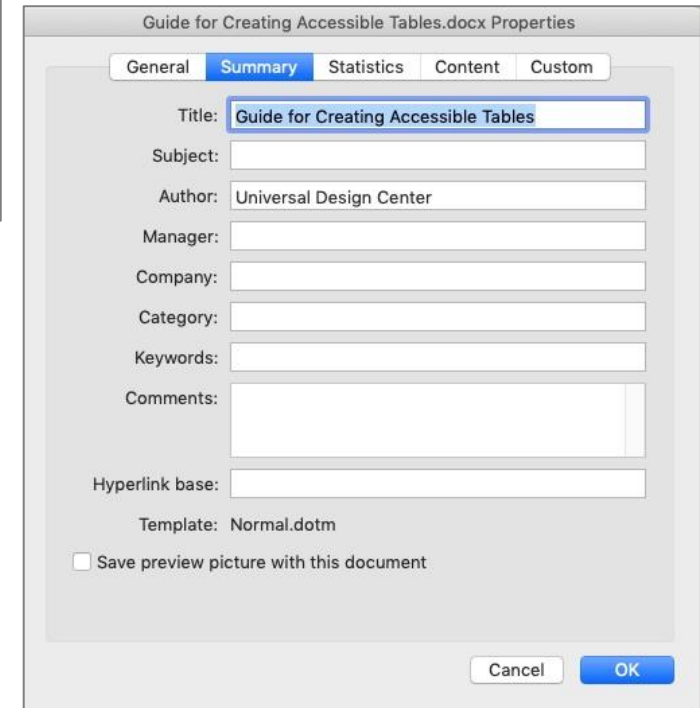 Guide for Creating Accessible Tables.docx Properties
General Summary Statistics Content Custom
Title: Guide for Creating Accessible Tables
Subject:
Author: Universal Design Center
Manager:
Company:
Category:
Keywords:
Comments:
Hyperlink base:
Template: Normal.dotm
Save preview picture with this document
Cancel OK